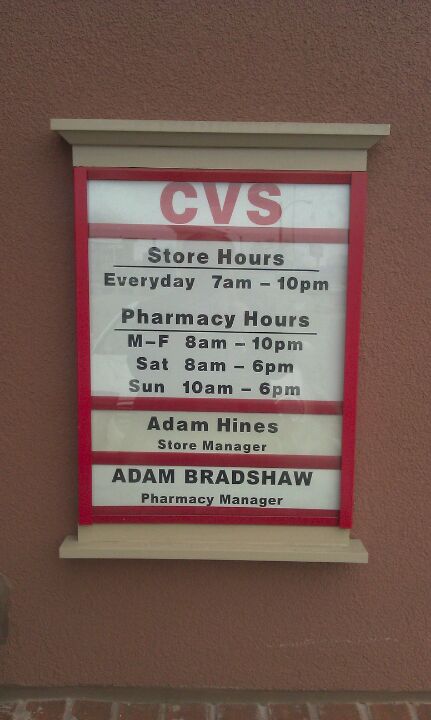 CVS
Store Hours
Everyday 7am – 10pm
Pharmacy Hours
M–F 8am – 10pm
Sat 8am – 6pm
Sun 10am – 6pm
Adam Hines
Store Manager
ADAM BRADSHAW
Pharmacy Manager